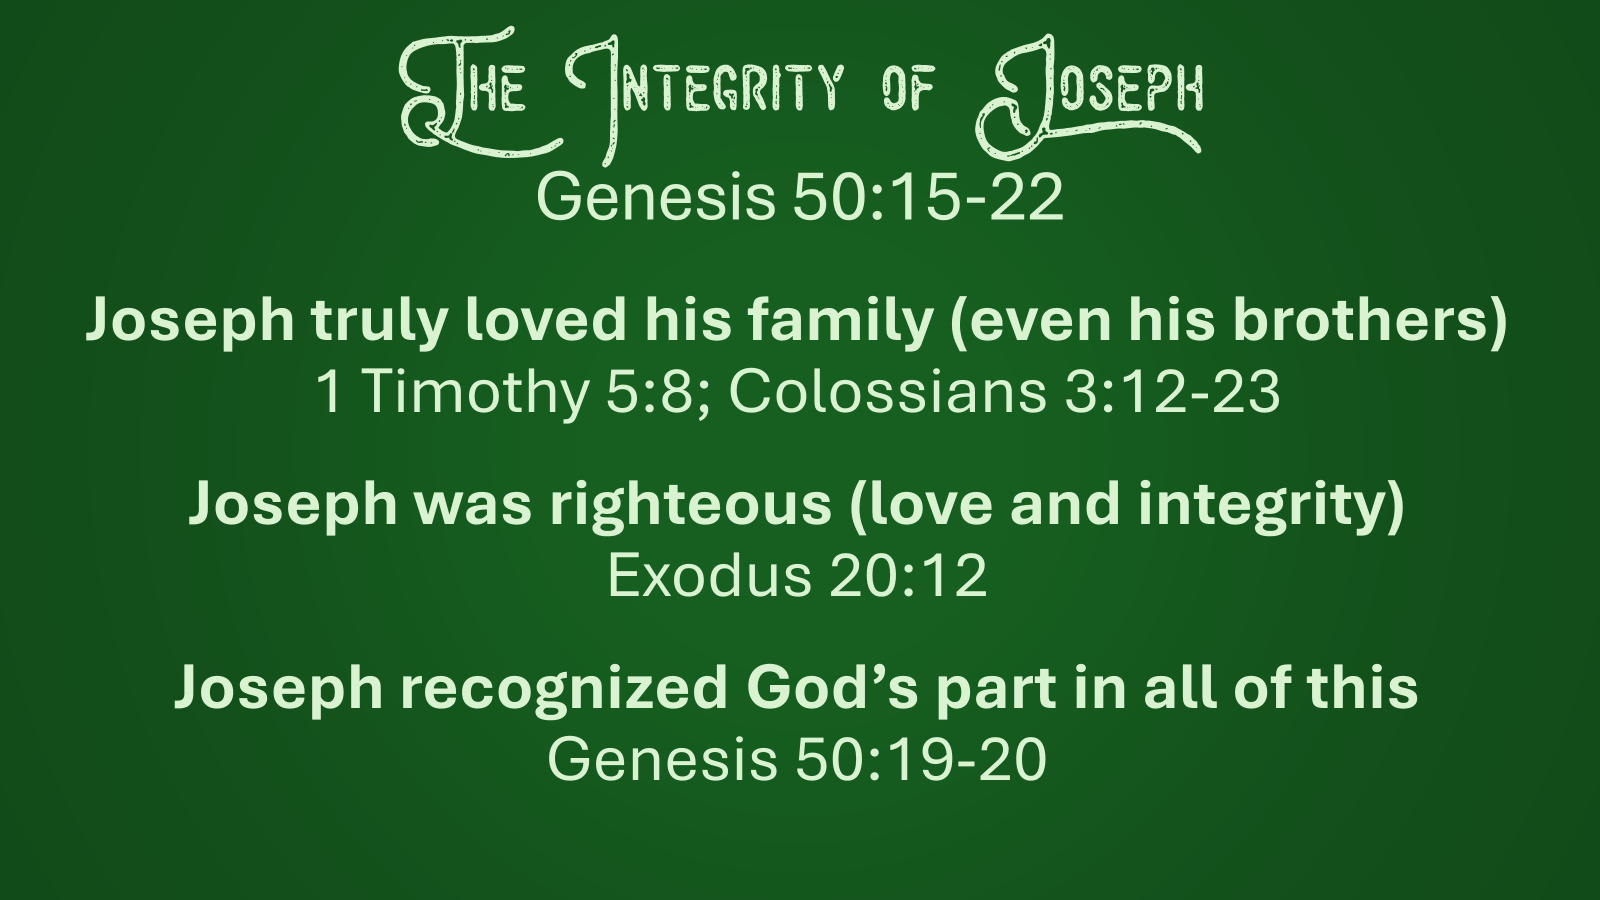 The Integrity of Joseph
Genesis 50:15-22
Joseph truly loved his family (even his brothers)
1 Timothy 5:8; Colossians 3:12-23
Joseph was righteous (love and integrity)
Exodus 20:12
Joseph recognized God’s part in all of this
Genesis 50:19-20